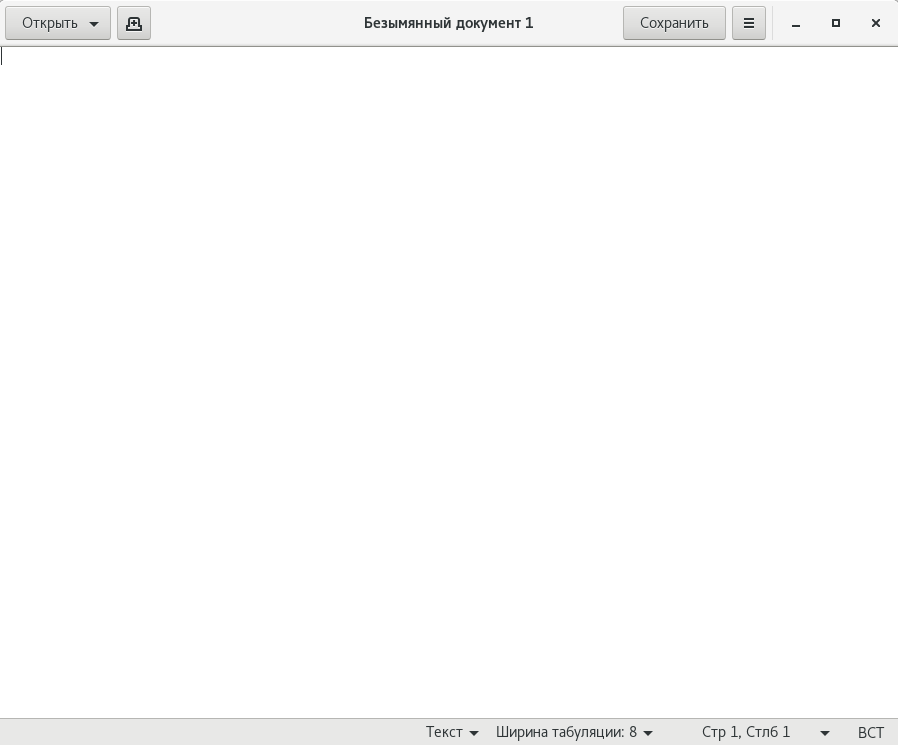 Открыть
Безымянный документ 1
Сохранить
Текст
Ширина табуляции: 8
Стр 1, Стлб 1
ВСТ